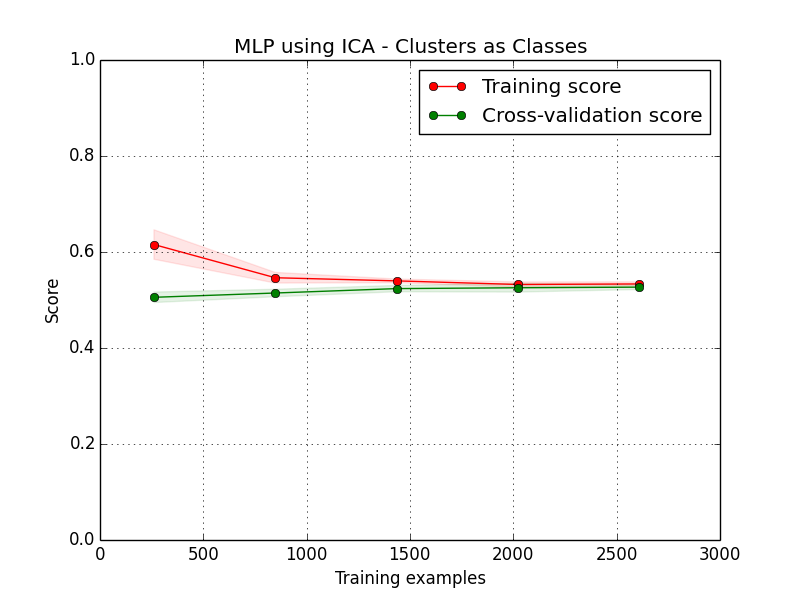 MLP using ICA - Clusters as Classes
Training score
Cross-validation score
1.0
0.8
0.6
0.4
0.2
0.0
Score
0 500 1000 1500 2000 2500 3000
Training examples